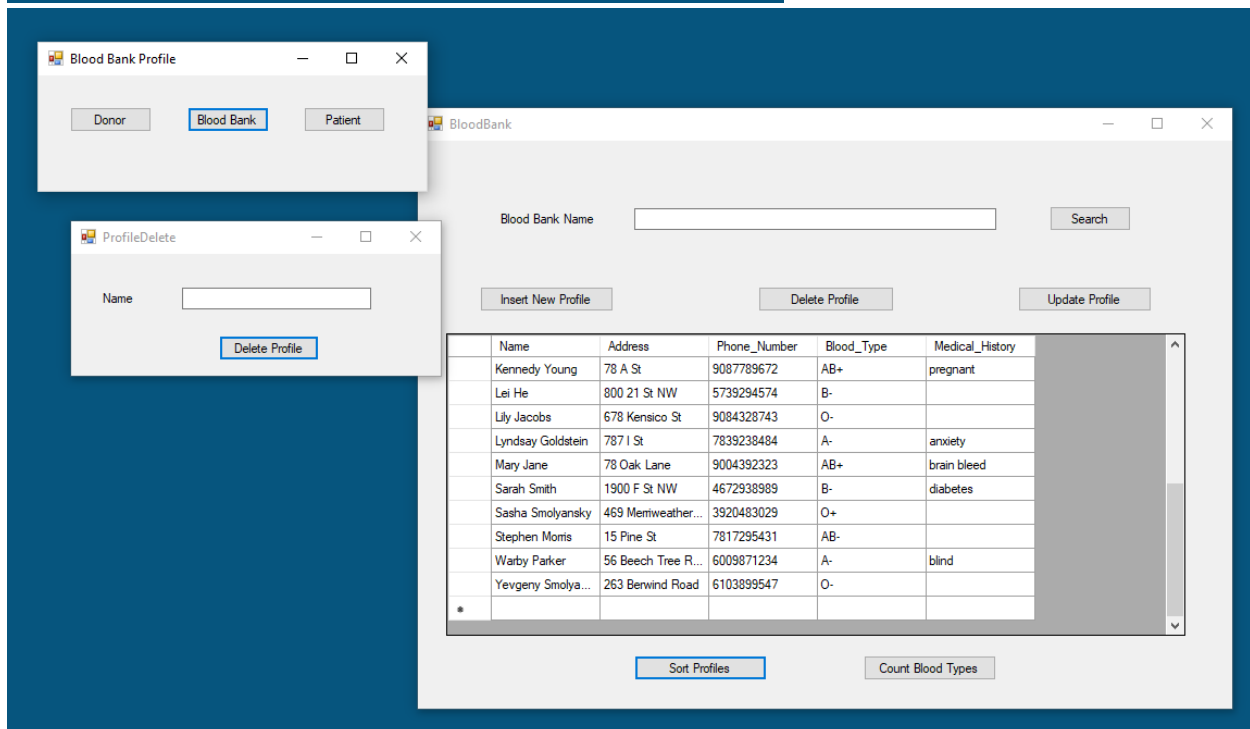 Blood Bank Profile
Donor Blood Bank Patient
BloodBank
Blood Bank Name Search
ProfileDelete
Name
Delete Profile
Insert New Profile Delete Profile Update Profile
Name Address Phone_Number Blood_Type Medical_History
Kennedy Young 78 A St 9087789672 AB+ pregnant
Lei He 800 21 St NW 5739294574 B-
Lily Jacobs 678 Kensico St 9084328743 O-
Lyndsay Goldstein 787 I St 7839238484 A- anxiety
Mary Jane 78 Oak Lane 9004392323 AB+ brain bleed
Sarah Smith 1900 F St NW 4672938989 B- diabetes
Sasha Smolyansky 469 Merriweather... 3920483029 O+
Stephen Morris 15 Pine St 7817295431 AB-
Warby Parker 56 Beech Tree R... 6009871234 A- blind
Yevgeny Smolya... 263 Berwind Road 6103899547 O-
*
Sort Profiles Count Blood Types